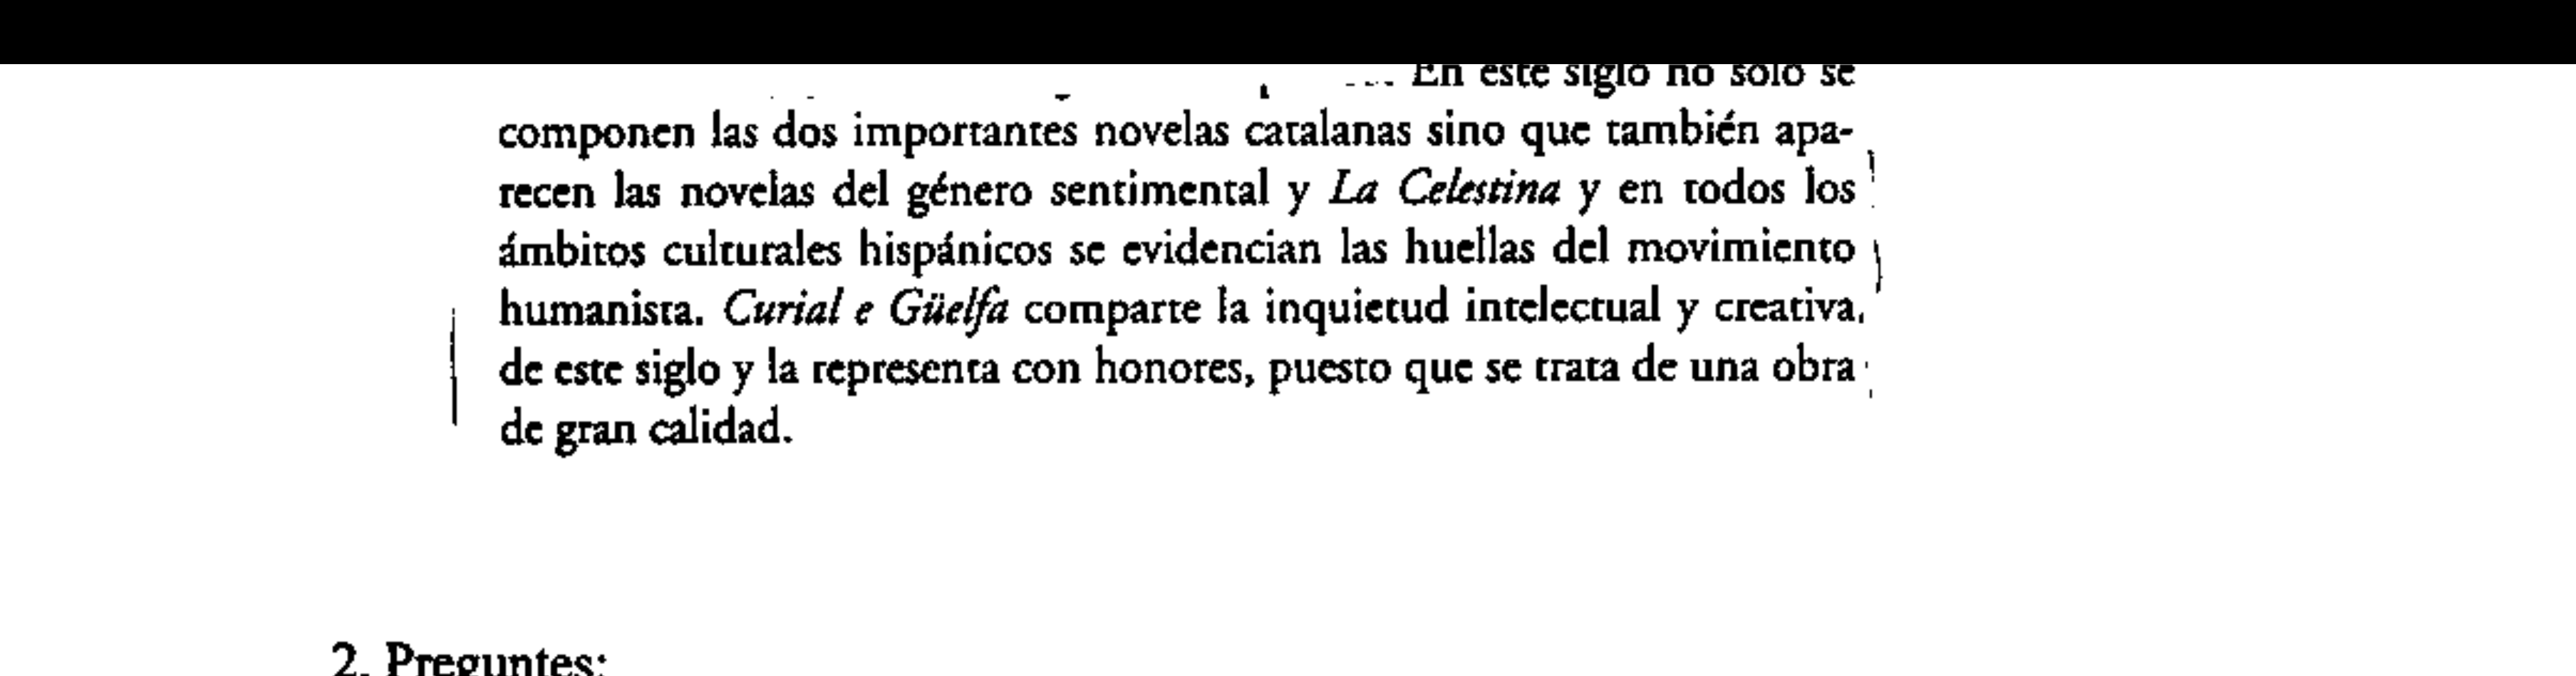 En este siglo no sólo se
componen las dos importantes novelas catalanas sino que también apa-
recen las novelas del género sentimental y La Celestina y en todos los
ámbitos culturales hispánicos se evidencian las huellas del movimiento
humanista. Curial e Güelfa comparte la inquietud intelectual y creativa
de este siglo y la representa con honores, puesto que se trata de una obra
de gran calidad.
2. Preguntes: